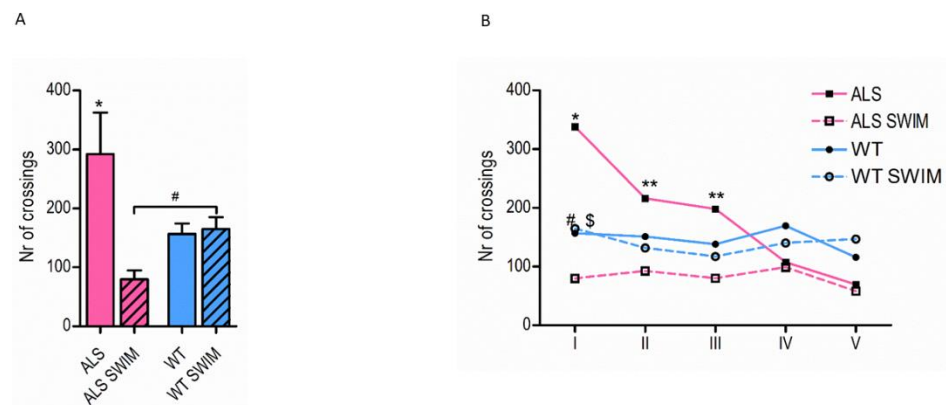 A
Nr of crossings
400
300
200
100
0
*
#
ALS
ALS SWIM
WT
WT SWIM
B
Nr of crossings
400
300
200
100
0
*
**
**
# $
ALS
ALS SWIM
WT
WT SWIM
I II III IV V